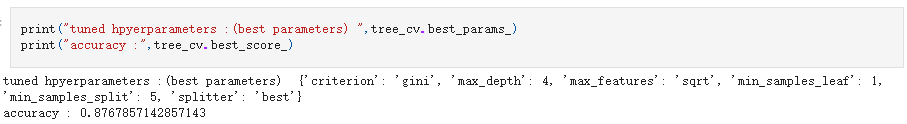 print("tuned hpyerparameters :(best parameters) ",tree_cv.best_params_)
print("accuracy :",tree_cv.best_score_)
tuned hpyerparameters :(best parameters)  {'criterion': 'gini', 'max_depth': 4, 'max_features': 'sqrt', 'min_samples_leaf': 1,
'min_samples_split': 5, 'splitter': 'best'}
accuracy : 0.8767857142857143